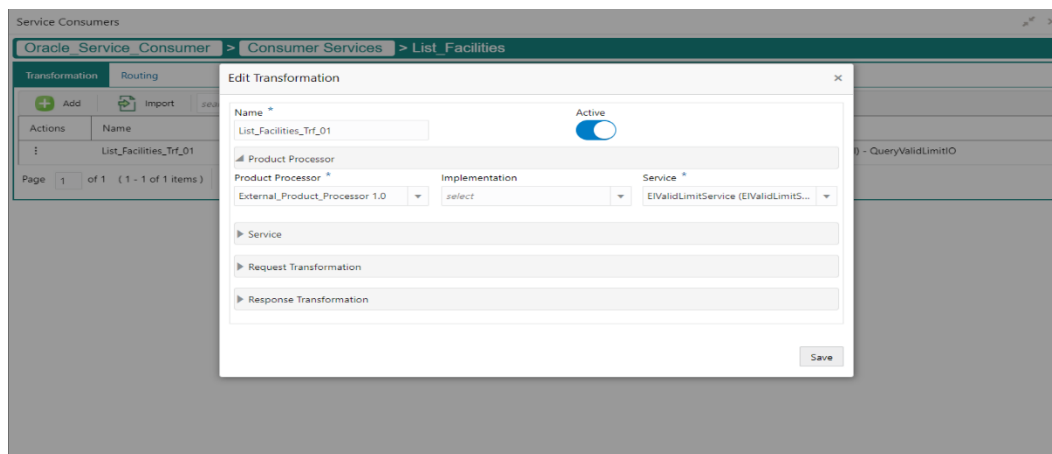 Service Consumers
Oracle_Service_Consumer > Consumer Services > List_Facilities
Transformation Routing
Edit Transformation
Add Import
Name * Active
List_Facilities_Trf_01
Actions Name
List_Facilities_Trf_01 - QueryValidLimitIO
Product Processor
Page 1 of 1 (1 - 1 of 1 items)
Product Processor * Implementation Service *
External_Product_Processor 1.0 select ElValidLimitService (ElValidLimitS...
Service
Request Transformation
Response Transformation
Save